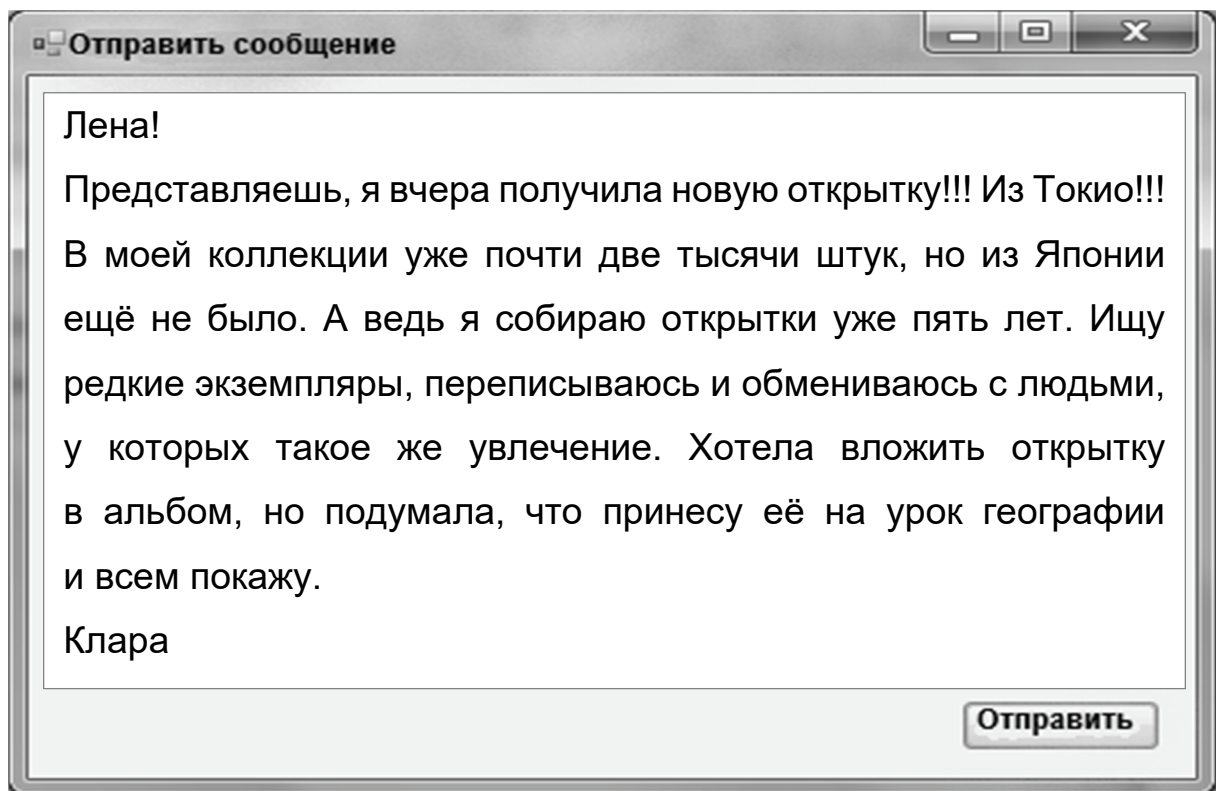 Отправить сообщение
Лена!
Представляешь, я вчера получила новую открытку!!! Из Токио!!!
В моей коллекции уже почти две тысячи штук, но из Японии
ещё не было. А ведь я собираю открытки уже пять лет. Ищу
редкие экземпляры, переписываюсь и обмениваюсь с людьми,
у которых такое же увлечение. Хотела вложить открытку
в альбом, но подумала, что принесу её на урок географии
и всем покажу.
Клара
Отправить